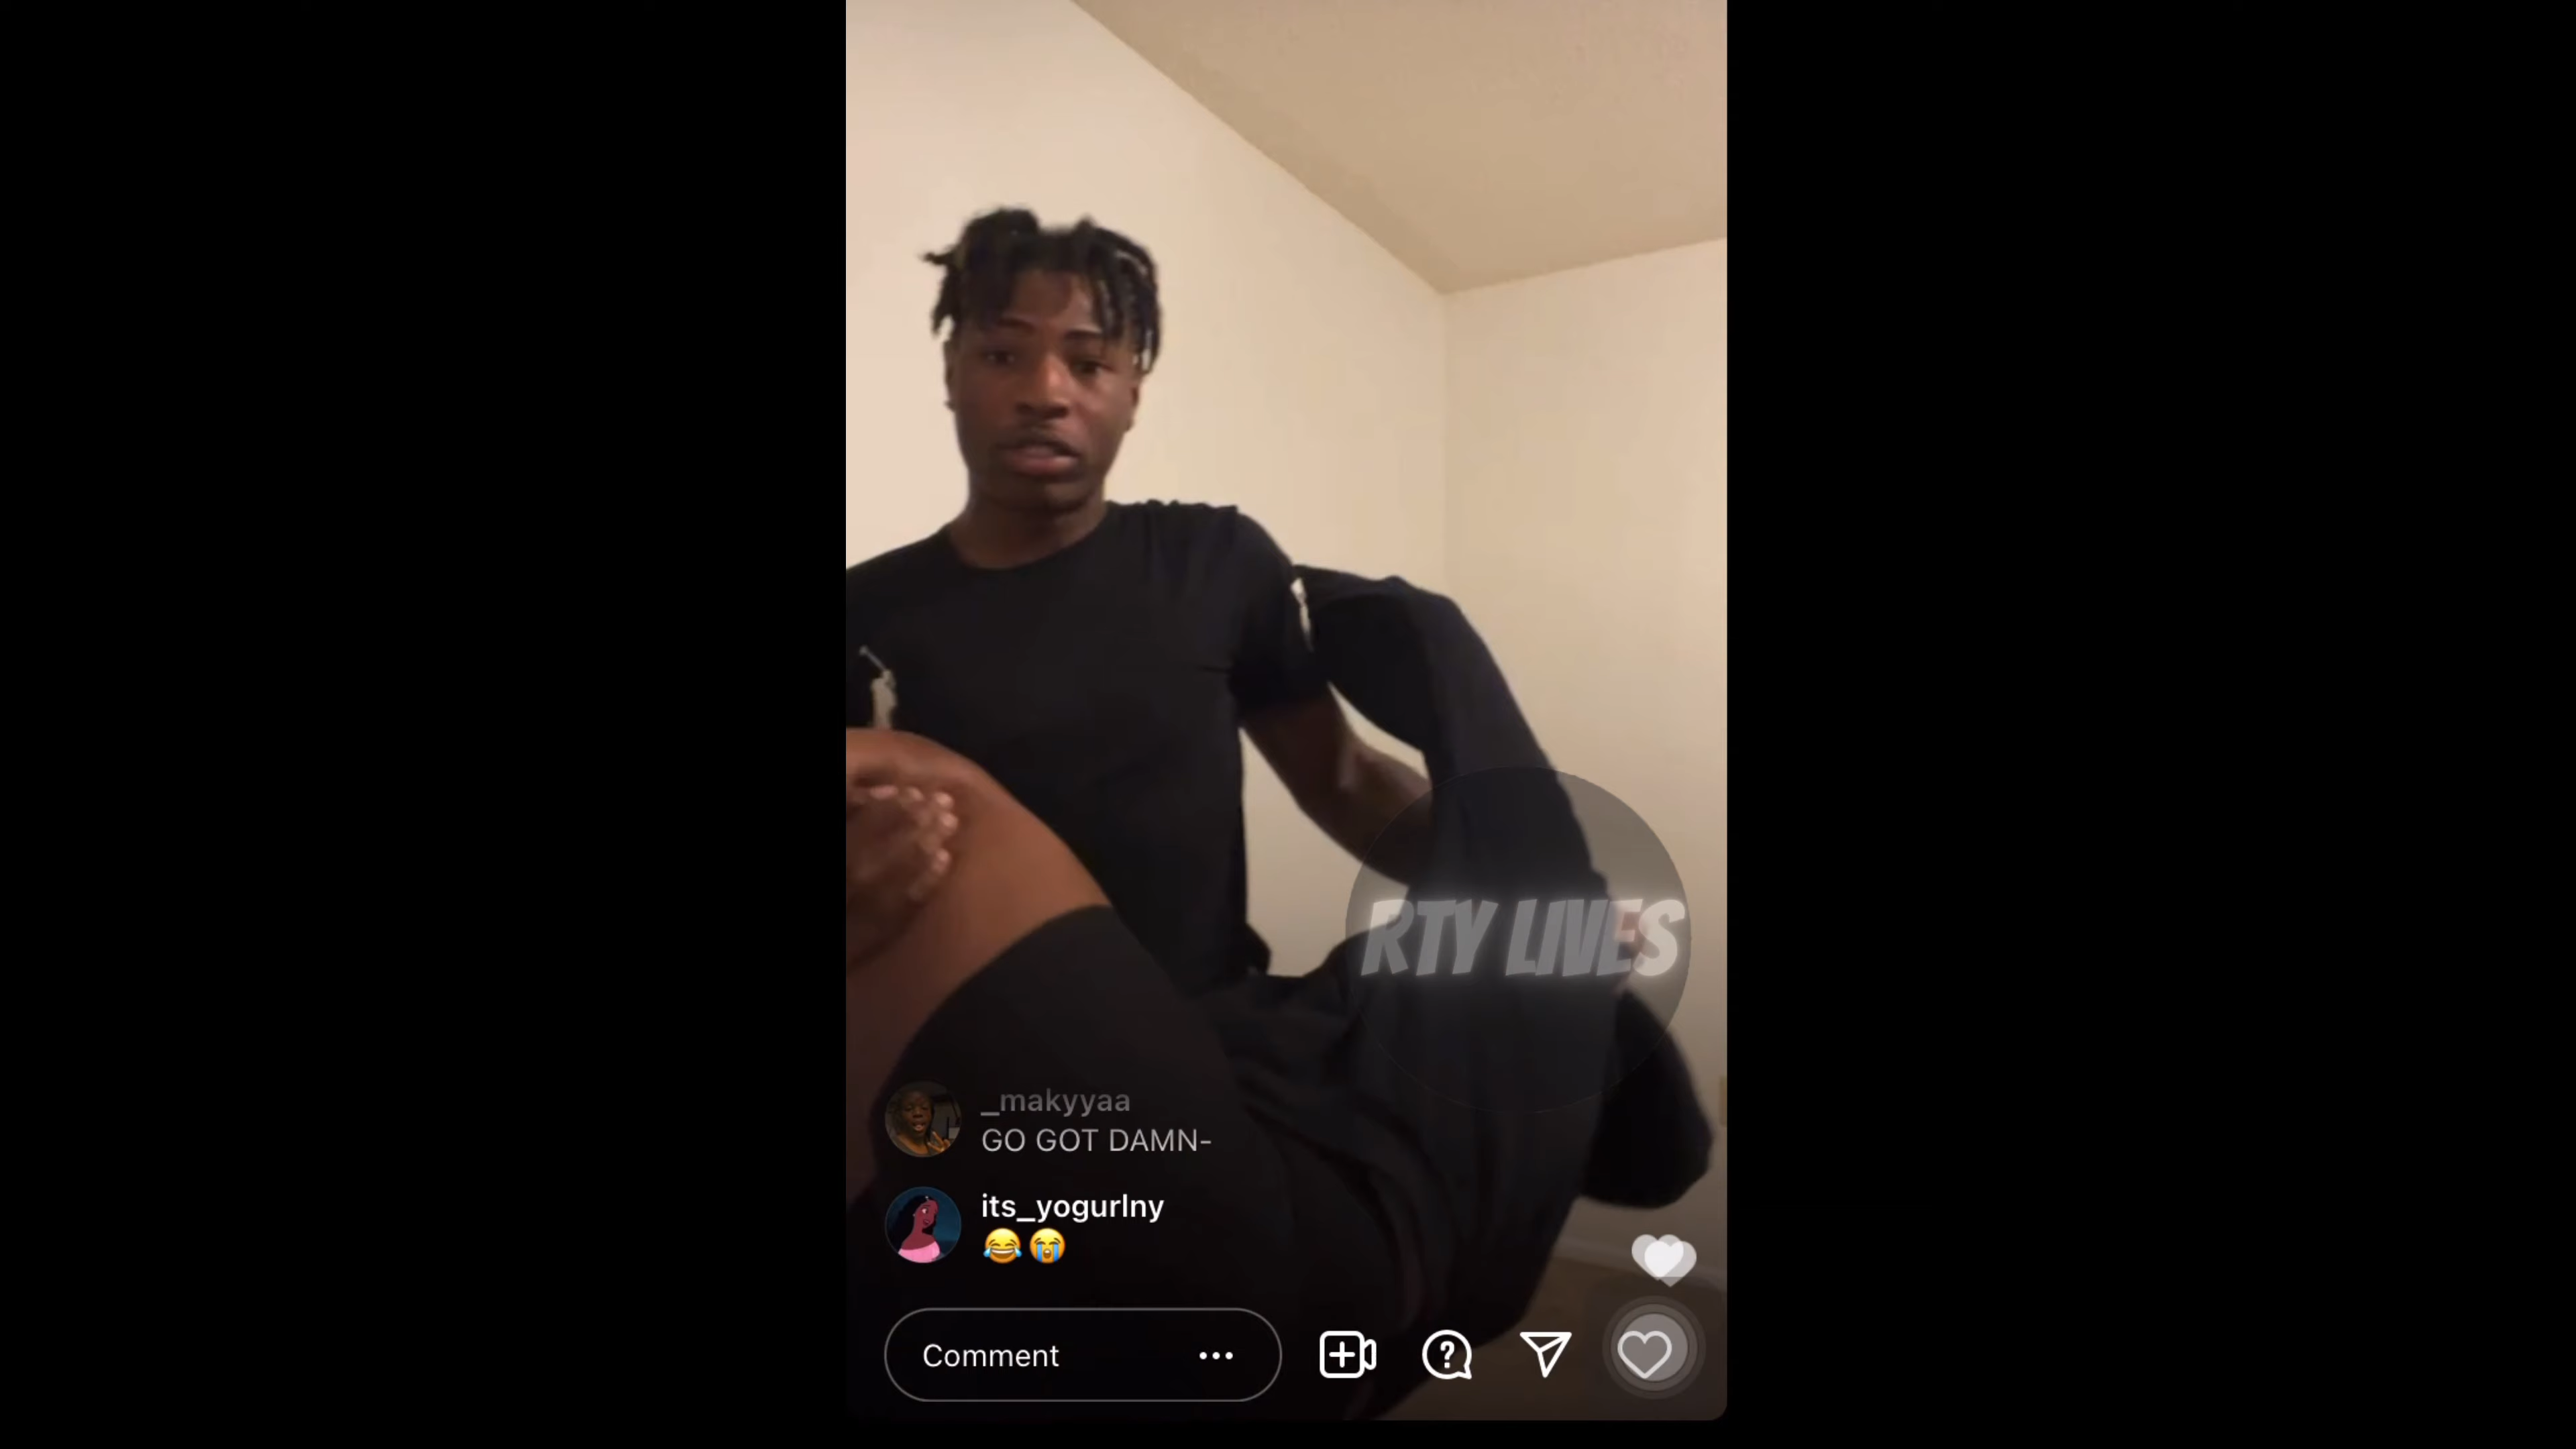 RTY LIVES
_makyyaa
GO GOT DAMN-
its_yogurlny
😂😭
Comment